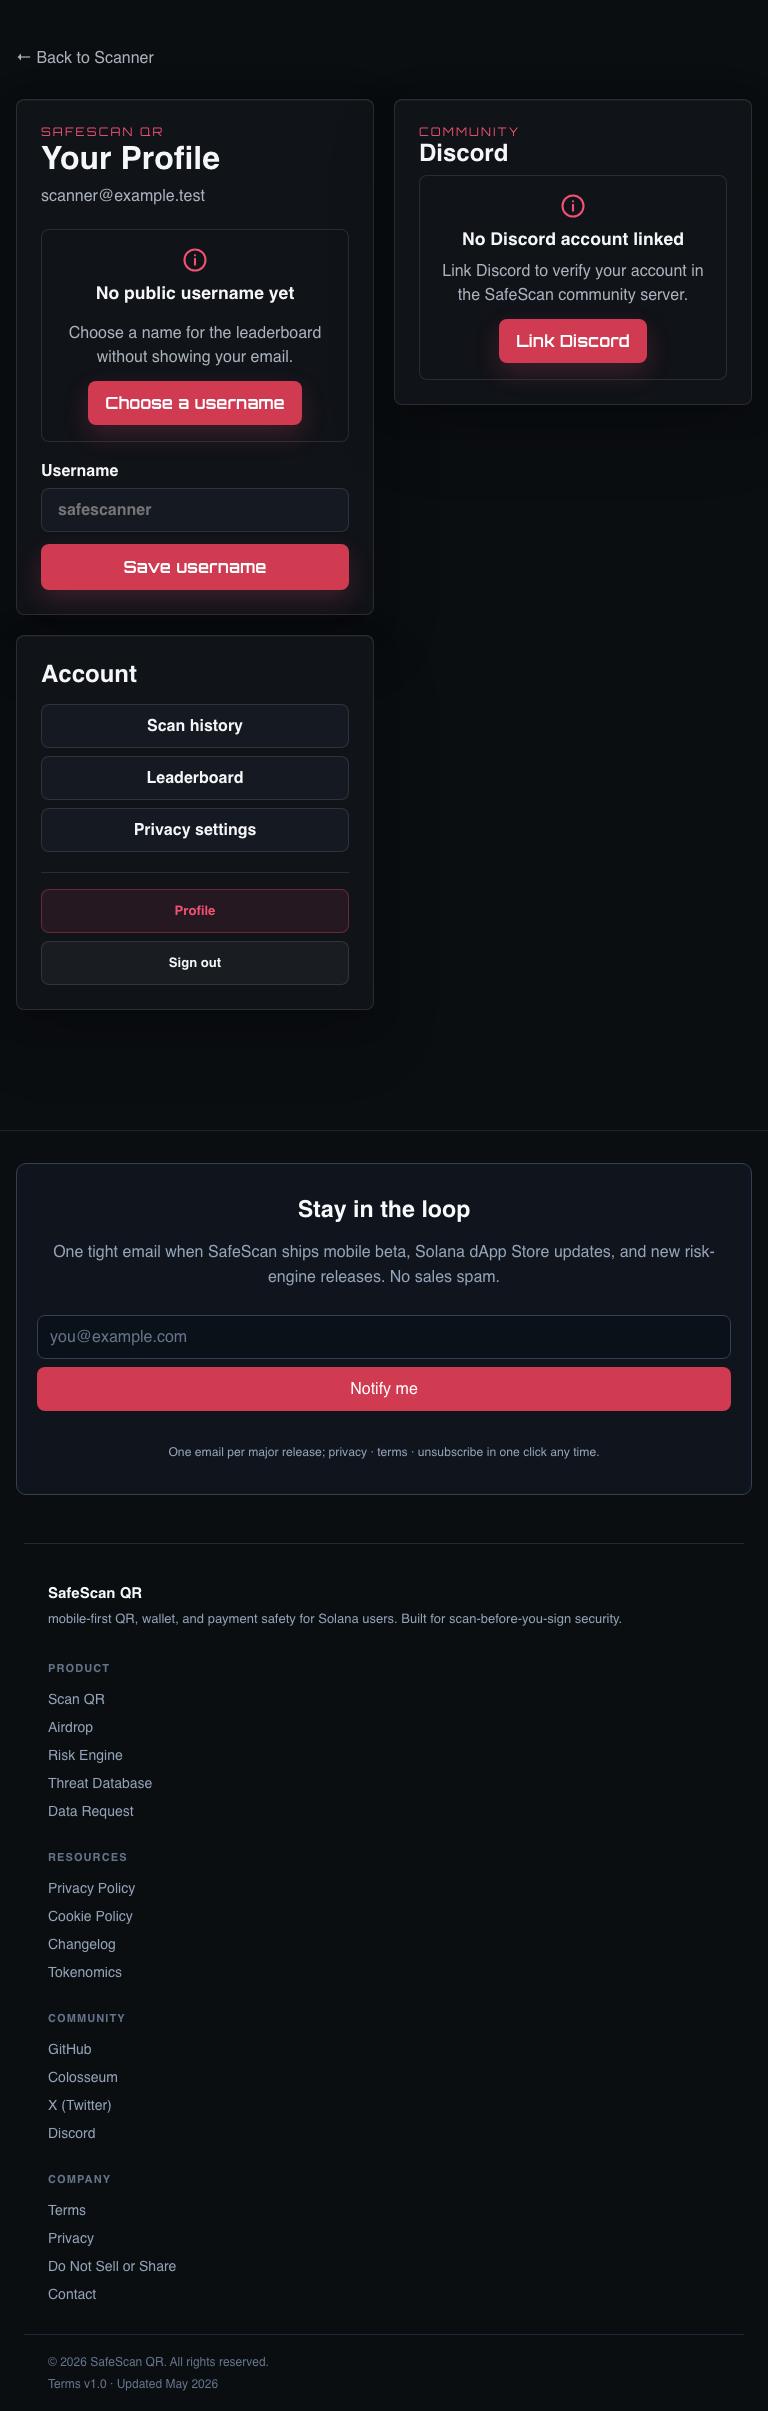 ← Back to Scanner
SAFESCAN QR
Your Profile
scanner@example.test
No public username yet
Choose a name for the leaderboard
without showing your email.
Choose a username
Username
safescanner
Save username
COMMUNITY
Discord
No Discord account linked
Link Discord to verify your account in
the SafeScan community server.
Link Discord
Account
Scan history
Leaderboard
Privacy settings
Profile
Sign out
Stay in the loop
One tight email when SafeScan ships mobile beta, Solana dApp Store updates, and new risk-
engine releases. No sales spam.
you@example.com
Notify me
One email per major release; privacy · terms · unsubscribe in one click any time.
SafeScan QR
mobile-first QR, wallet, and payment safety for Solana users. Built for scan-before-you-sign security.
PRODUCT
Scan QR
Airdrop
Risk Engine
Threat Database
Data Request
RESOURCES
Privacy Policy
Cookie Policy
Changelog
Tokenomics
COMMUNITY
GitHub
Colosseum
X (Twitter)
Discord
COMPANY
Terms
Privacy
Do Not Sell or Share
Contact
© 2026 SafeScan QR. All rights reserved.
Terms v1.0 · Updated May 2026